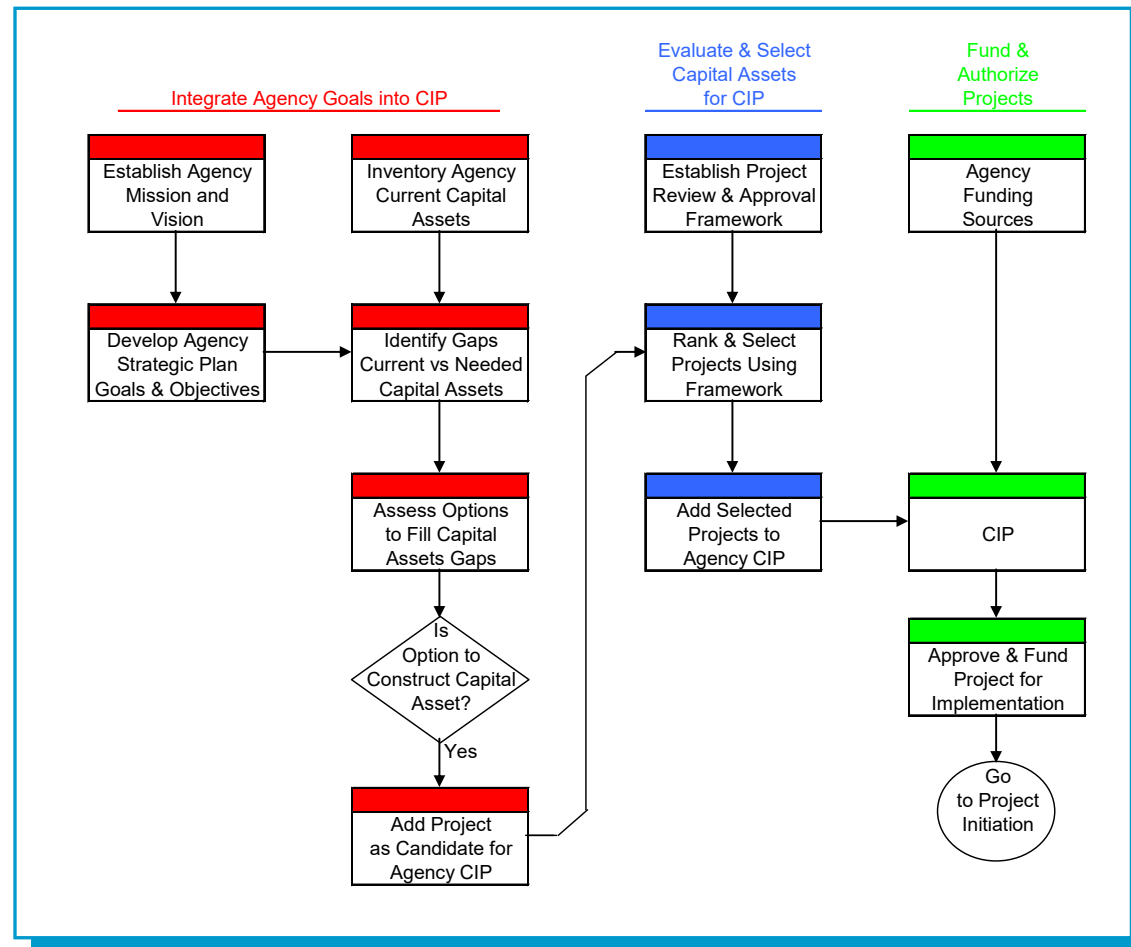 Integrate Agency Goals into CIP
Evaluate & Select
Capital Assets
for CIP
Fund &
Authorize
Projects
Establish Agency
Mission and
Vision
Inventory Agency
Current Capital
Assets
Establish Project
Review & Approval
Framework
Agency
Funding
Sources
Develop Agency
Strategic Plan
Goals & Objectives
Identify Gaps
Current vs Needed
Capital Assets
Rank & Select
Projects Using
Framework
Assess Options
to Fill Capital
Assets Gaps
Add Selected
Projects to
Agency CIP
CIP
Is
Option to
Construct Capital
Asset?
Yes
Approve & Fund
Project for
Implementation
Add Project
as Candidate for
Agency CIP
Go
to Project
Initiation